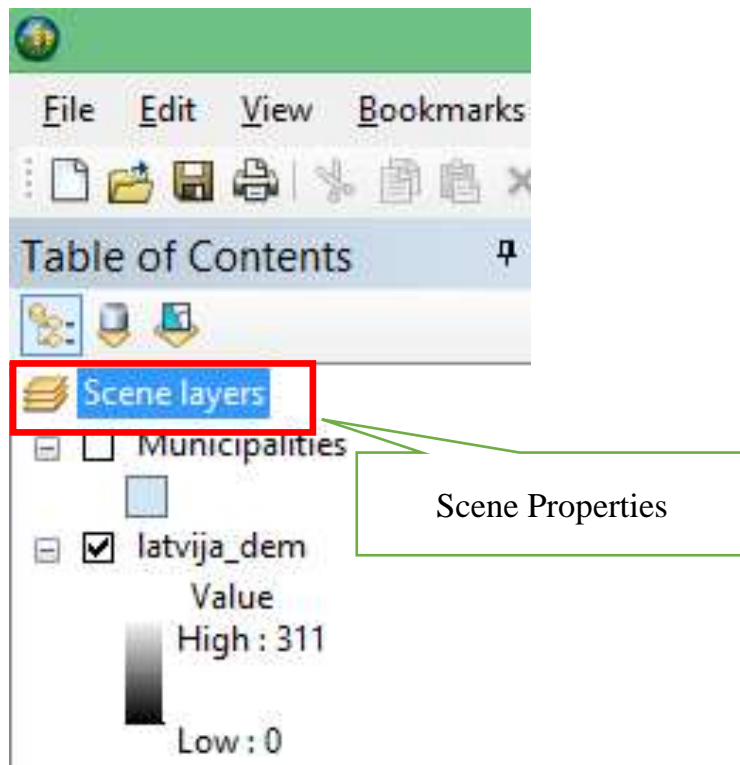 File Edit View Bookmarks
Table of Contents
Scene layers
Municipalities
Scene Properties
latvija_dem
Value
High : 311
Low : 0